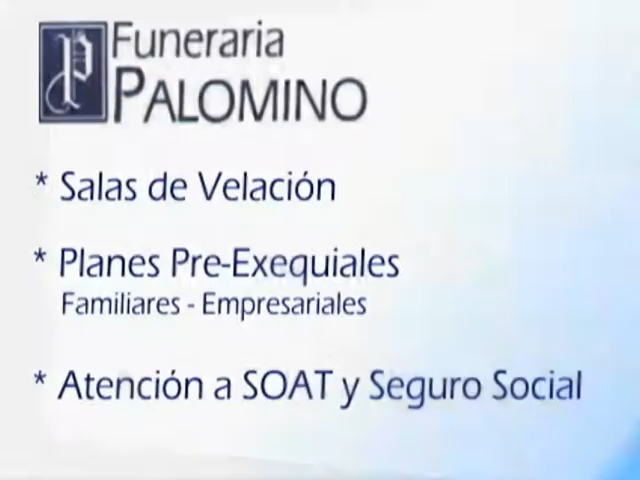 P
Funeraria
PALOMINO
* Salas de Velación
* Planes Pre-Exequiales
Familiares - Empresariales
* Atención a SOAT y Seguro Social